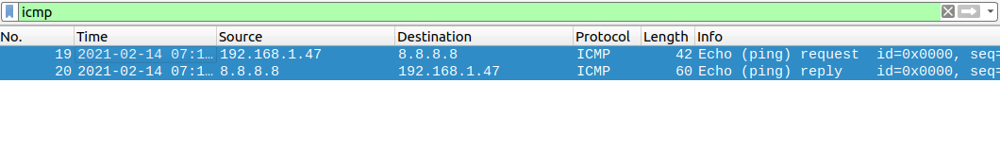 icmp
No. Time Source Destination Protocol Length Info
19 2021-02-14 07:1… 192.168.1.47 8.8.8.8 ICMP 42 Echo (ping) request id=0x0000, seq=
20 2021-02-14 07:1… 8.8.8.8 192.168.1.47 ICMP 60 Echo (ping) reply id=0x0000, seq=